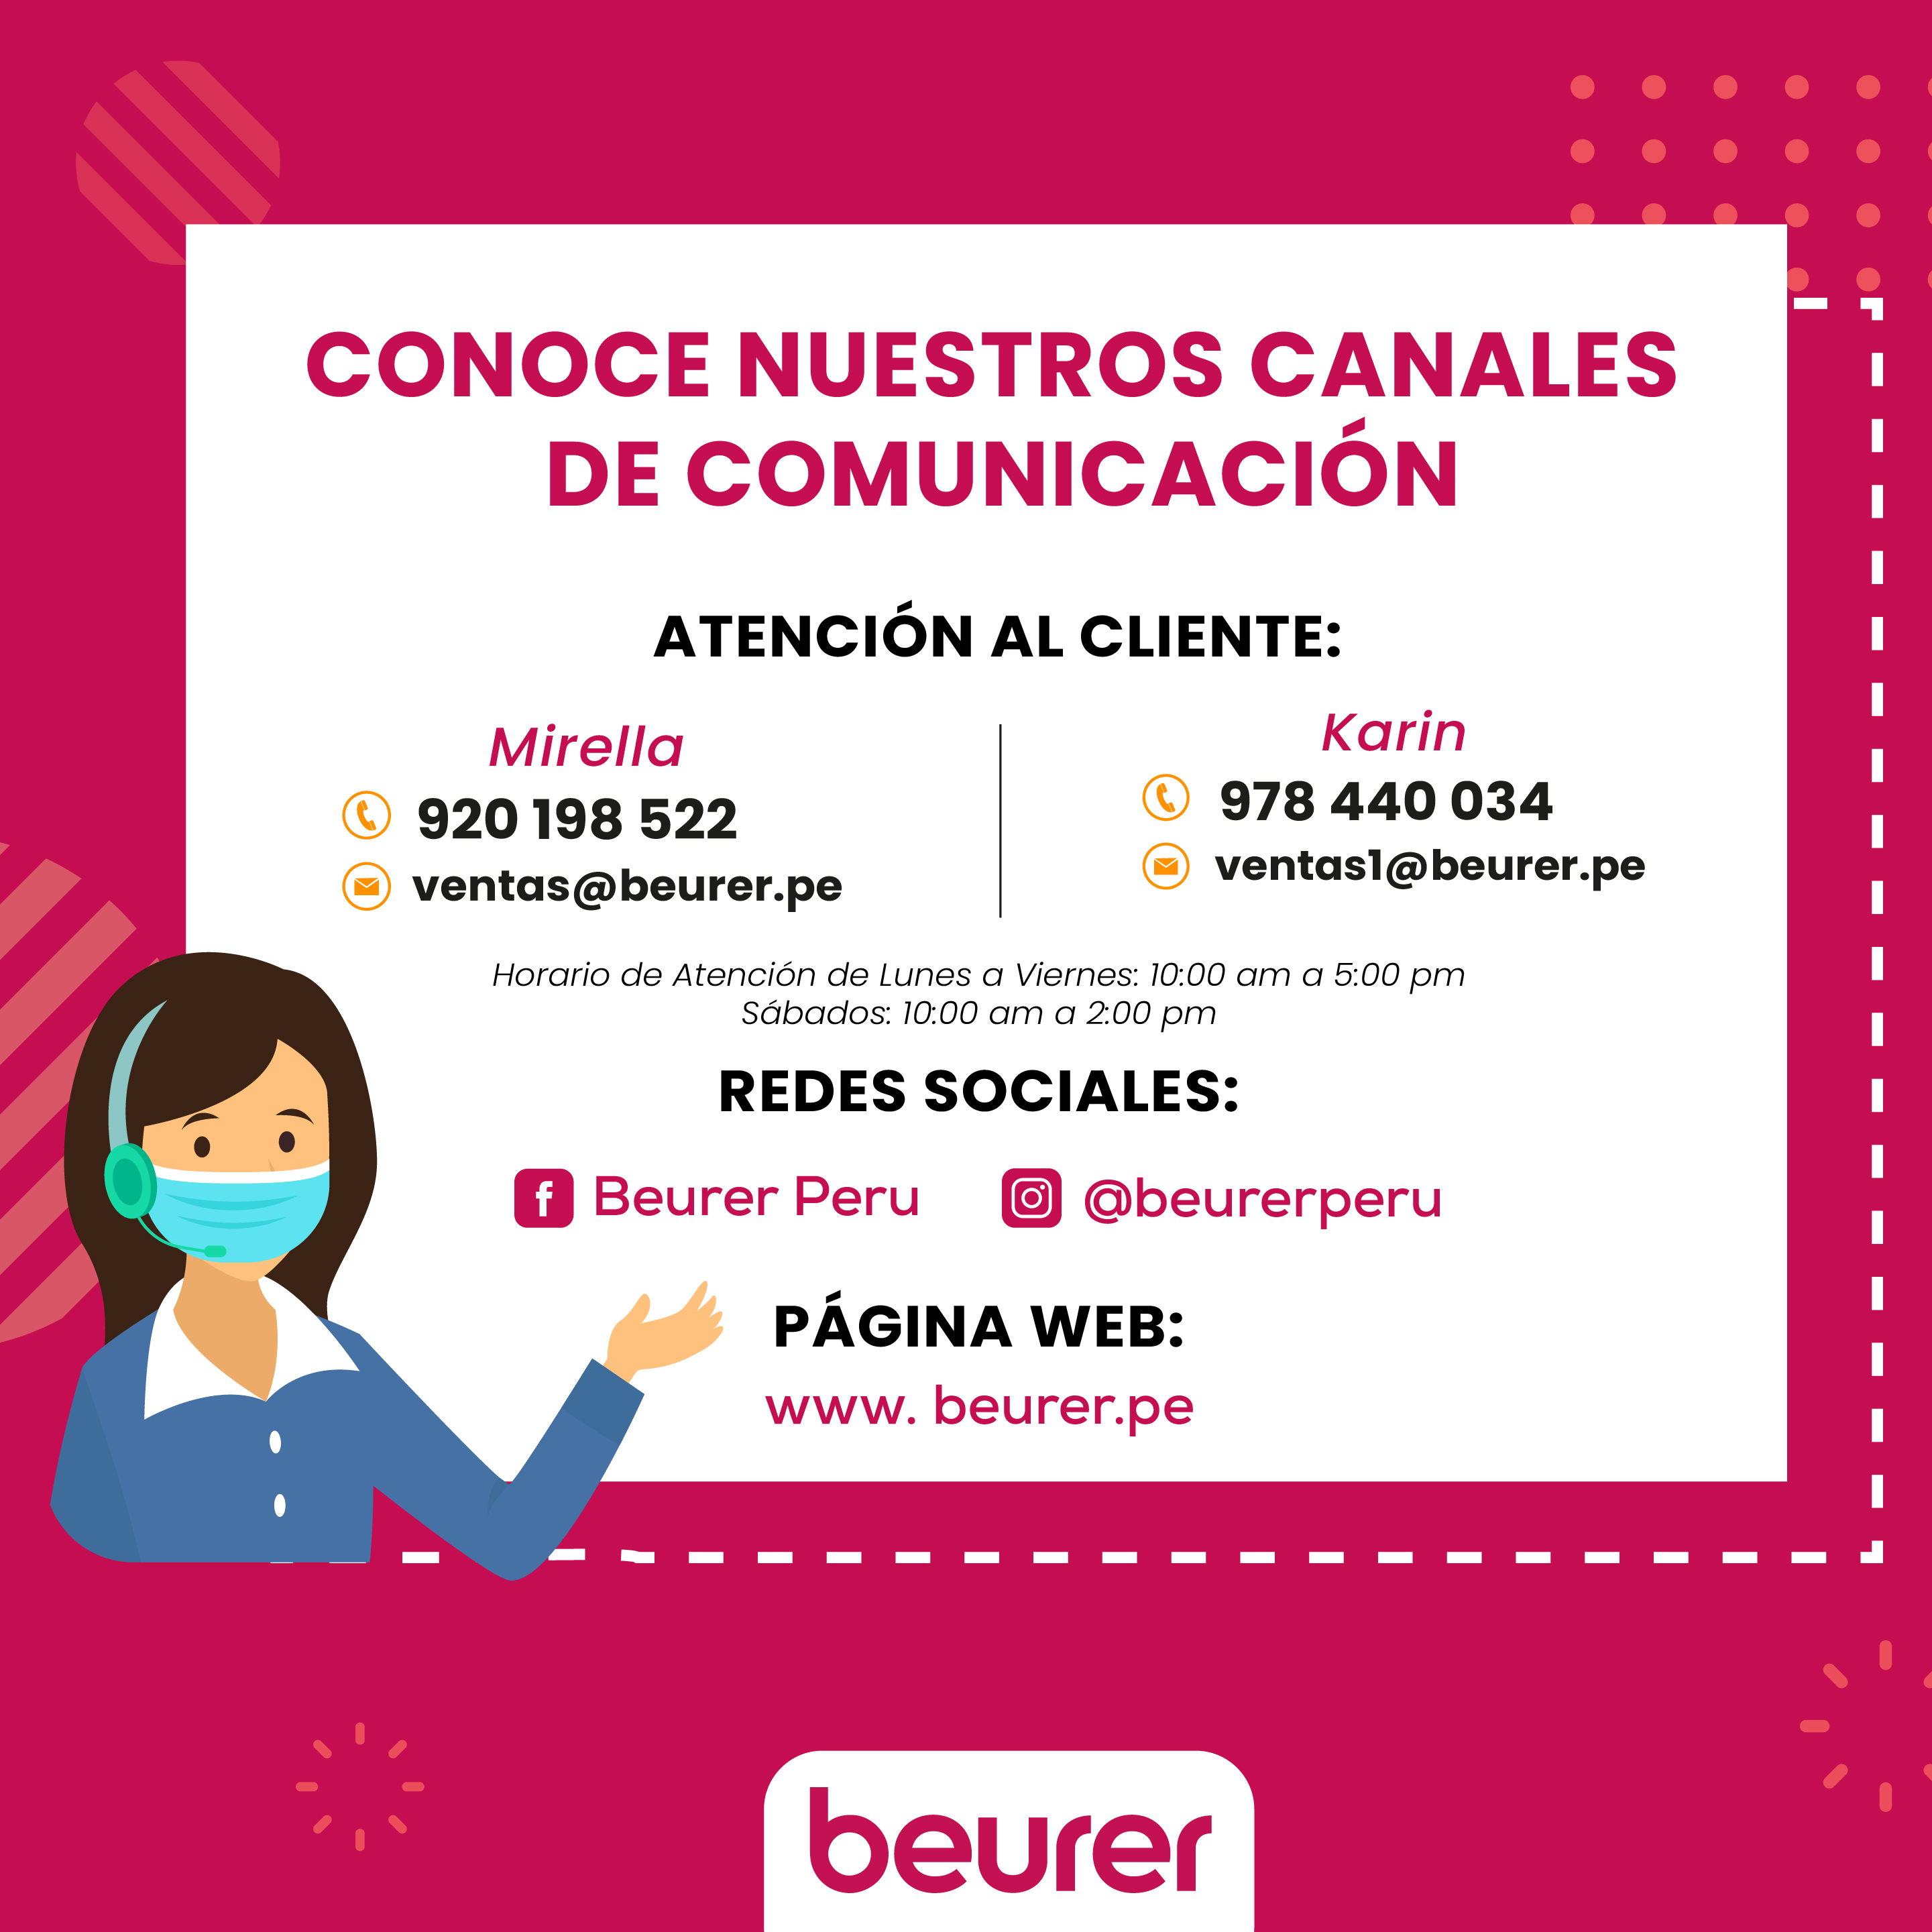 CONOCE NUESTROS CANALES
DE COMUNICACIÓN
ATENCIÓN AL CLIENTE:
Mirella
920 198 522
ventas@beurer.pe
Karin
978 440 034
ventas1@beurer.pe
Horario de Atención de Lunes a Viernes: 10:00 am a 5:00 pm
Sábados: 10:00 am a 2:00 pm
REDES SOCIALES:
Beurer Peru
@beurerperu
PÁGINA WEB:
www. beurer.pe
beurer